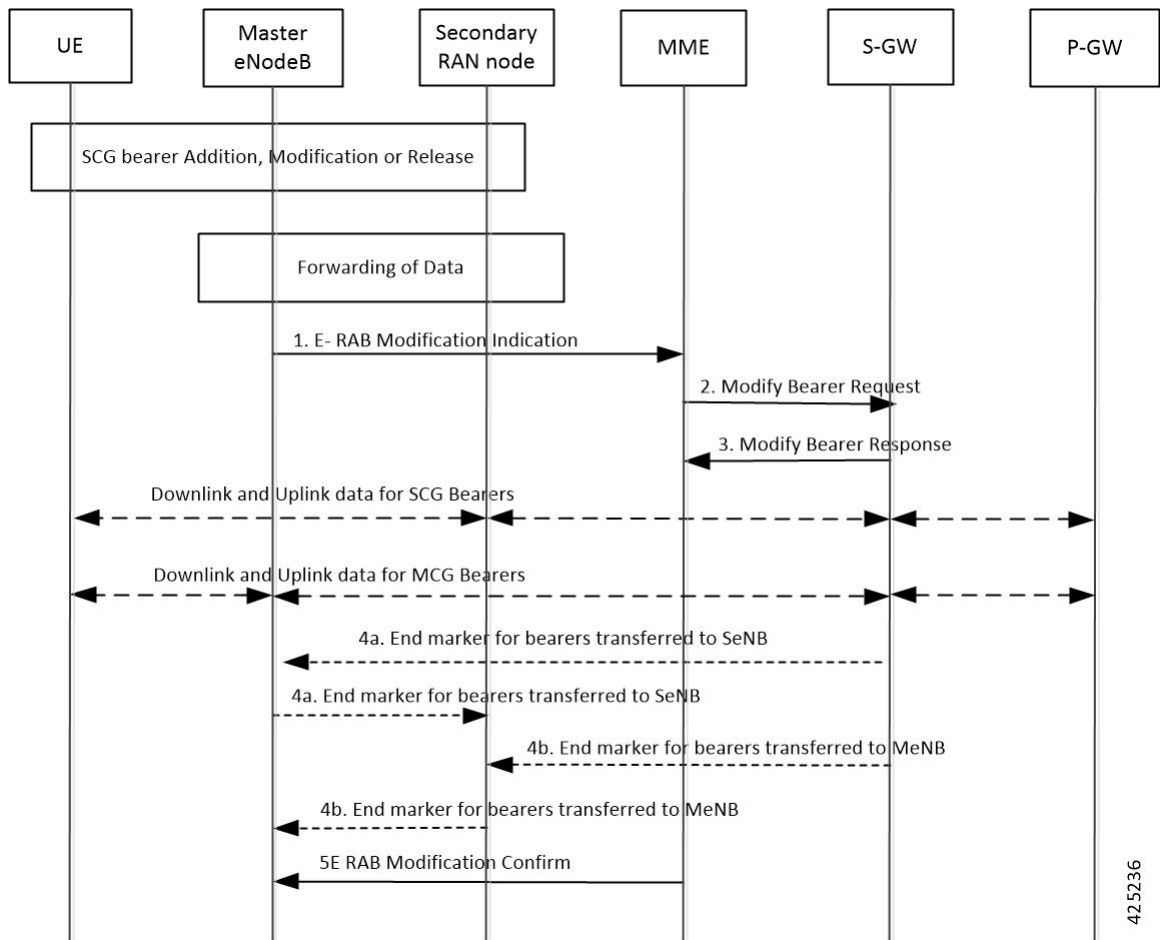 UE
Master
eNodeB
Secondary
RAN node
MME
S-GW
P-GW
SCG bearer Addition, Modification or Release
Forwarding of Data
1. E- RAB Modification Indication
2. Modify Bearer Request
3. Modify Bearer Response
Downlink and Uplink data for SCG Bearers
Downlink and Uplink data for MCG Bearers
4a. End marker for bearers transferred to SeNB
4a. End marker for bearers transferred to SeNB
4b. End marker for bearers transferred to MeNB
4b. End marker for bearers transferred to MeNB
5E RAB Modification Confirm
425236